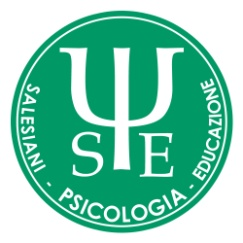 Ψ
S E
SALESIANI - PSICOLOGIA - EDUCAZIONE